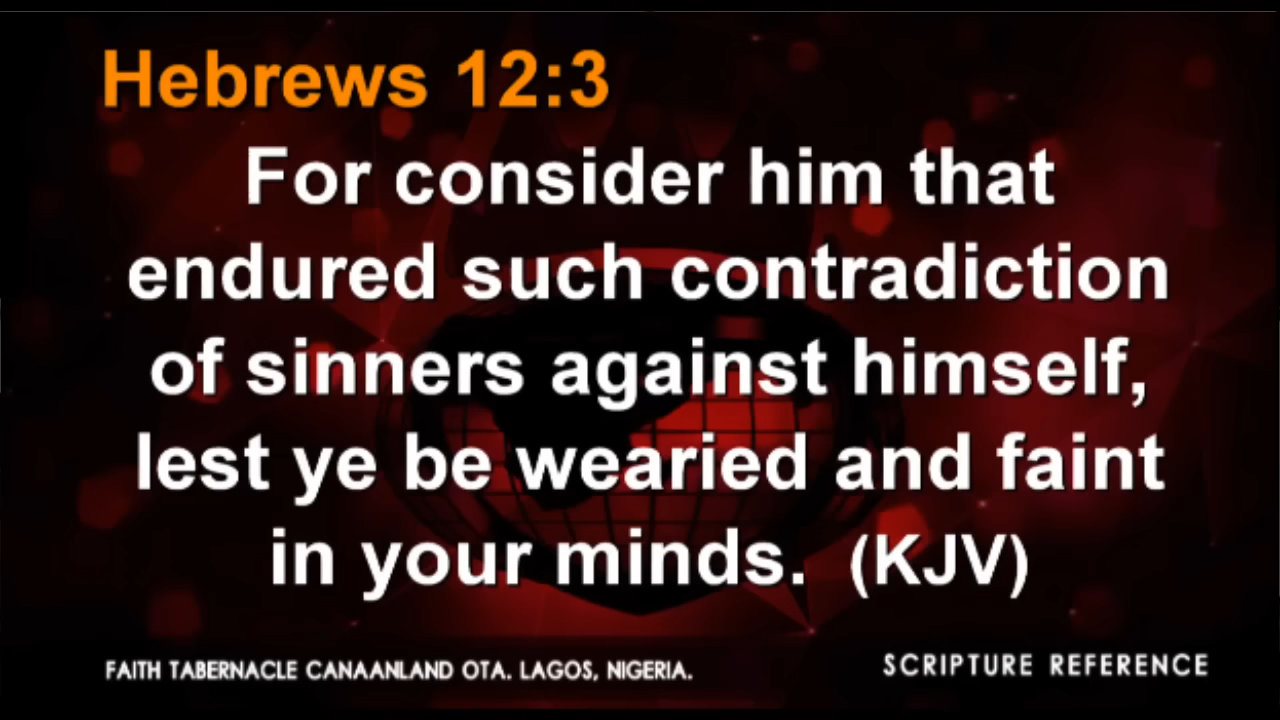 Hebrews 12:3
For consider him that
endured such contradiction
of sinners against himself,
lest ye be wearied and faint
in your minds.  (KJV)
FAITH TABERNACLE CANAANLAND OTA. LAGOS, NIGERIA.
SCRIPTURE REFERENCE